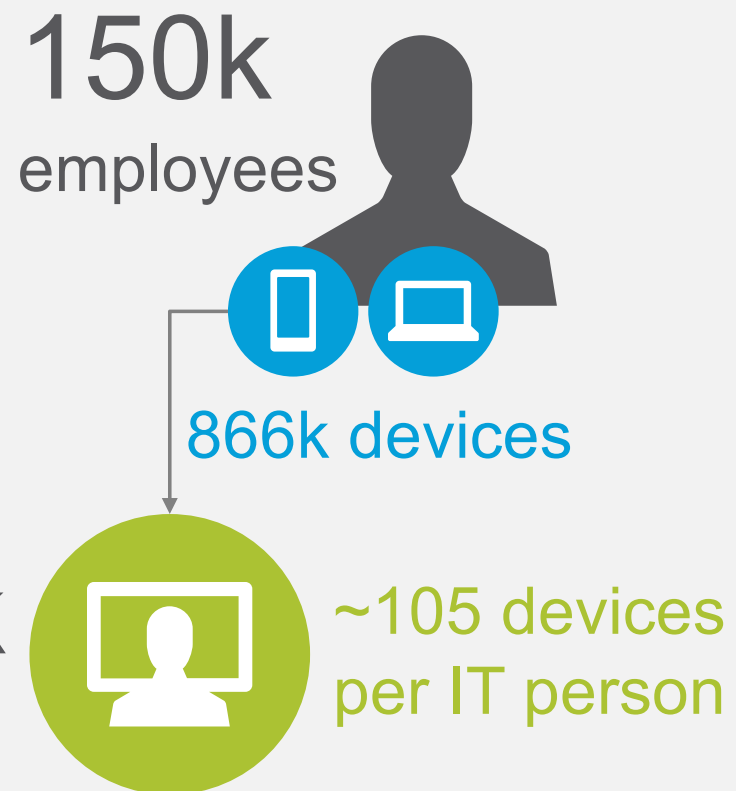 150k
employees
866k devices
~105 devices
per IT person